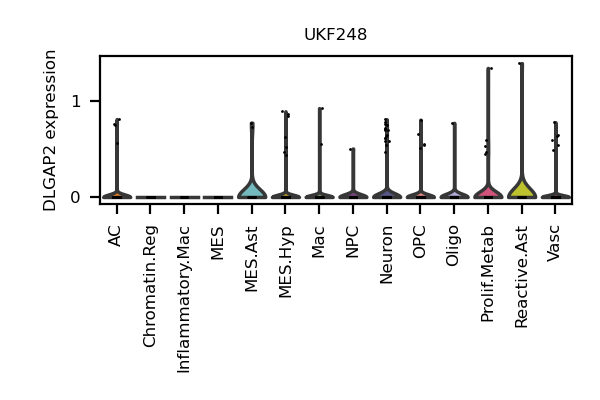 UKF248
DLGAP2 expression
1
0
AC
Chromatin.Reg
Inflammatory.Mac
MES
MES.Ast
MES.Hyp
Mac
NPC
Neuron
OPC
Oligo
Prolif.Metab
Reactive.Ast
Vasc